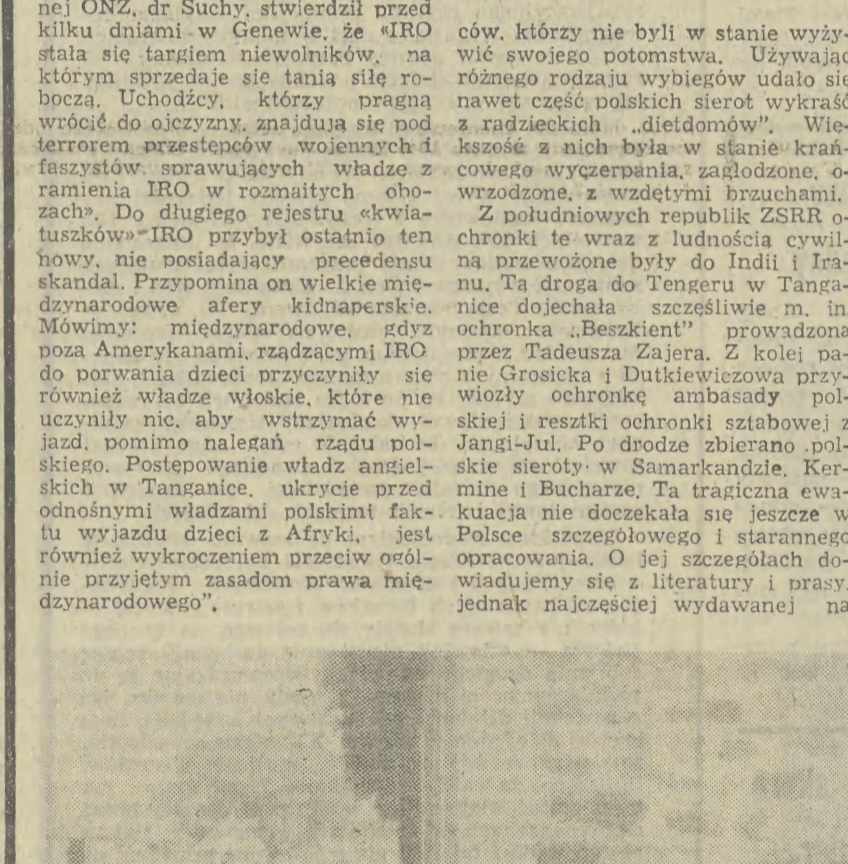 nej ONZ, dr Suchy, stwierdził przed
kilku dniami w Genewie, że «IRO
stała się targiem niewolników, na
którym sprzedaje sie tanią siłę ro-
boczą. Uchodźcy, którzy pragną
wrócić do ojczyzny, znajdują się pod
terrorem przestępców wojennych i
faszystów, sprawujących władze z
ramienia IRO w rozmaitych obo-
zach». Do długiego rejestru «kwia-
tuszków» IRO przybył ostatnio ten
nowy, nie posiadający precedensu
skandal. Przypomina on wielkie mię-
dzynarodowe afery kidnaperskie.
Mówimy: międzynarodowe, gdyz
poza Amerykanami, rządzącymi IRO
do porwania dzieci przyczyniły się
również władze włoskie, które nie
uczyniły nic, aby wstrzymać wy-
jazd, pomimo nalegań rządu pol-
skiego. Postępowanie władz angiel-
skich w Tanganice, ukrycie przed
odnośnymi władzami polskimi fak-
tu wyjazdu dzieci z Afryki, jest
również wykroczeniem przeciw ogól-
nie przyjętym zasadom prawa mię-
dzynarodowego”.
ców, którzy nie byli w stanie wyży-
wić swojego potomstwa. Używając
różnego rodzaju wybiegów udało się
nawet część polskich sierot wykraść
z radzieckich „dietdomów”. Wię-
kszość z nich była w stanie krań-
cowego wyczerpania, zagłodzone, o-
wrzodzone, z wzdętymi brzuchami.
Z południowych republik ZSRR o-
chronki te wraz z ludnością cywil-
ną przewożone były do Indii i Ira-
nu. Tą droga do Tengeru w Tanga-
nice dojechała szczęśliwie m. in.
ochronka „Beszkient” prowadzona
przez Tadeusza Zajera. Z kolei pa-
nie Grosicka i Dutkiewiczowa przy-
wiozły ochronkę ambasady pol-
skiej i resztki ochronki sztabowej z
Jangi-Jul. Po drodze zbierano pol-
skie sieroty w Samarkandzie, Ker-
mine i Bucharze. Ta tragiczna ewa-
kuacja nie doczekała się jeszcze w
Polsce szczegółowego i starannego
opracowania. O jej szczegółach do-
wiadujemy się z literatury i prasy,
jednak najczęściej wydawanej na